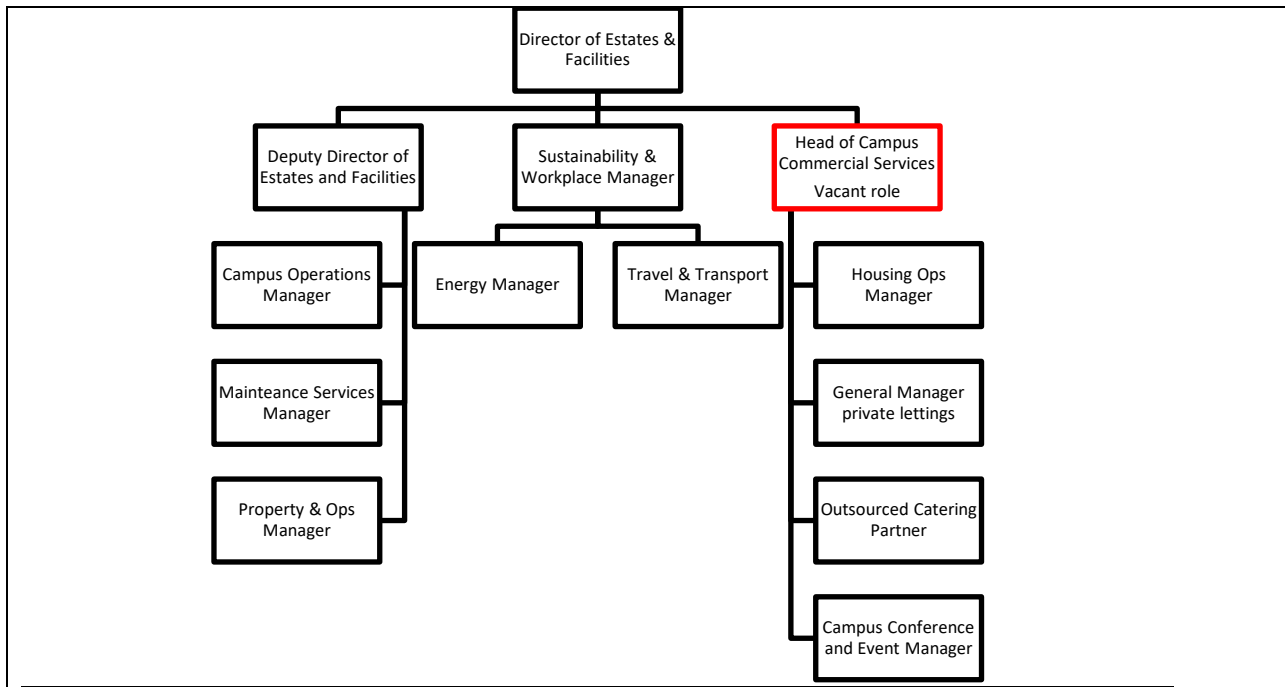 Director of Estates &
Facilities
Deputy Director of
Estates and Facilities
Sustainability &
Workplace Manager
Head of Campus
Commercial Services
Vacant role
Campus Operations
Manager
Energy Manager
Travel & Transport
Manager
Housing Ops
Manager
Mainteance Services
Manager
General Manager
private lettings
Property & Ops
Manager
Outsourced Catering
Partner
Campus Conference
and Event Manager